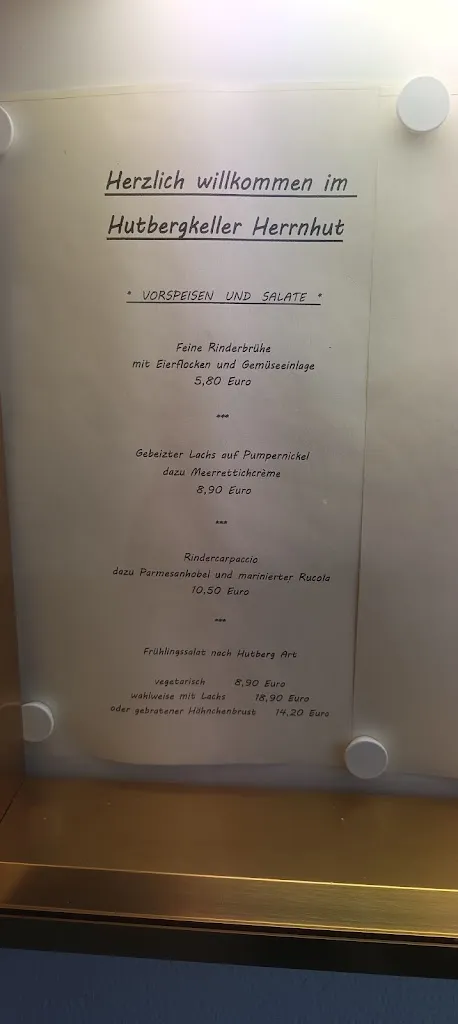 Herzlich willkommen im
Hutbergkeller Herrnhut
* VORSPEISEN UND SALATE *
Feine Rinderbrühe
mit Eierflocken und Gemüseeinlage
5,80 Euro
***
Gebeizter Lachs auf Pumpernickel
dazu Meerrettichcrème
8,90 Euro
***
Rindercarpaccio
dazu Parmesanhobel und marinierter Rucola
10,50 Euro
***
Frühlingssalat nach Hutberg Art
vegetarisch 8,90 Euro
wahlweise mit Lachs 18,90 Euro
oder gebratener Hähnchenbrust 14,20 Euro